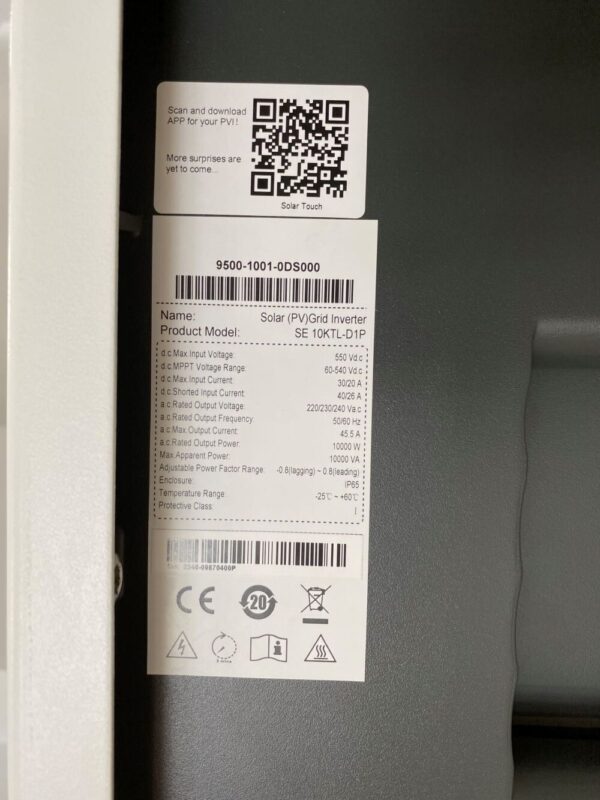 Scan and download
APP for your PVI !
More surprises are
yet to come...
Solar Touch
9500-1001-0DS000
Name: Solar (PV)Grid Inverter
Product Model: SE 10KTL-D1P
d.c.Max.Input Voltage: 550 Vd.c
d.c.MPPT Voltage Range: 60-540 Vd.c
d.c.Max.Input Current: 30/20 A
d.c.Shorted Input Current: 40/26 A
a.c.Rated Output Voltage: 220/230/240 Va.c
a.c.Rated Output Frequency: 50/60 Hz
a.c.Max.Output Current: 45.5 A
a.c.Rated Output Power: 10000 W
Max.Apparent Power: 10000 VA
Adjustable Power Factor Range: -0.8(lagging) ~ 0.8(leading)
Enclosure: IP65
Temperature Range: -25℃ ~ +60℃
Protective Class: I
CE
20